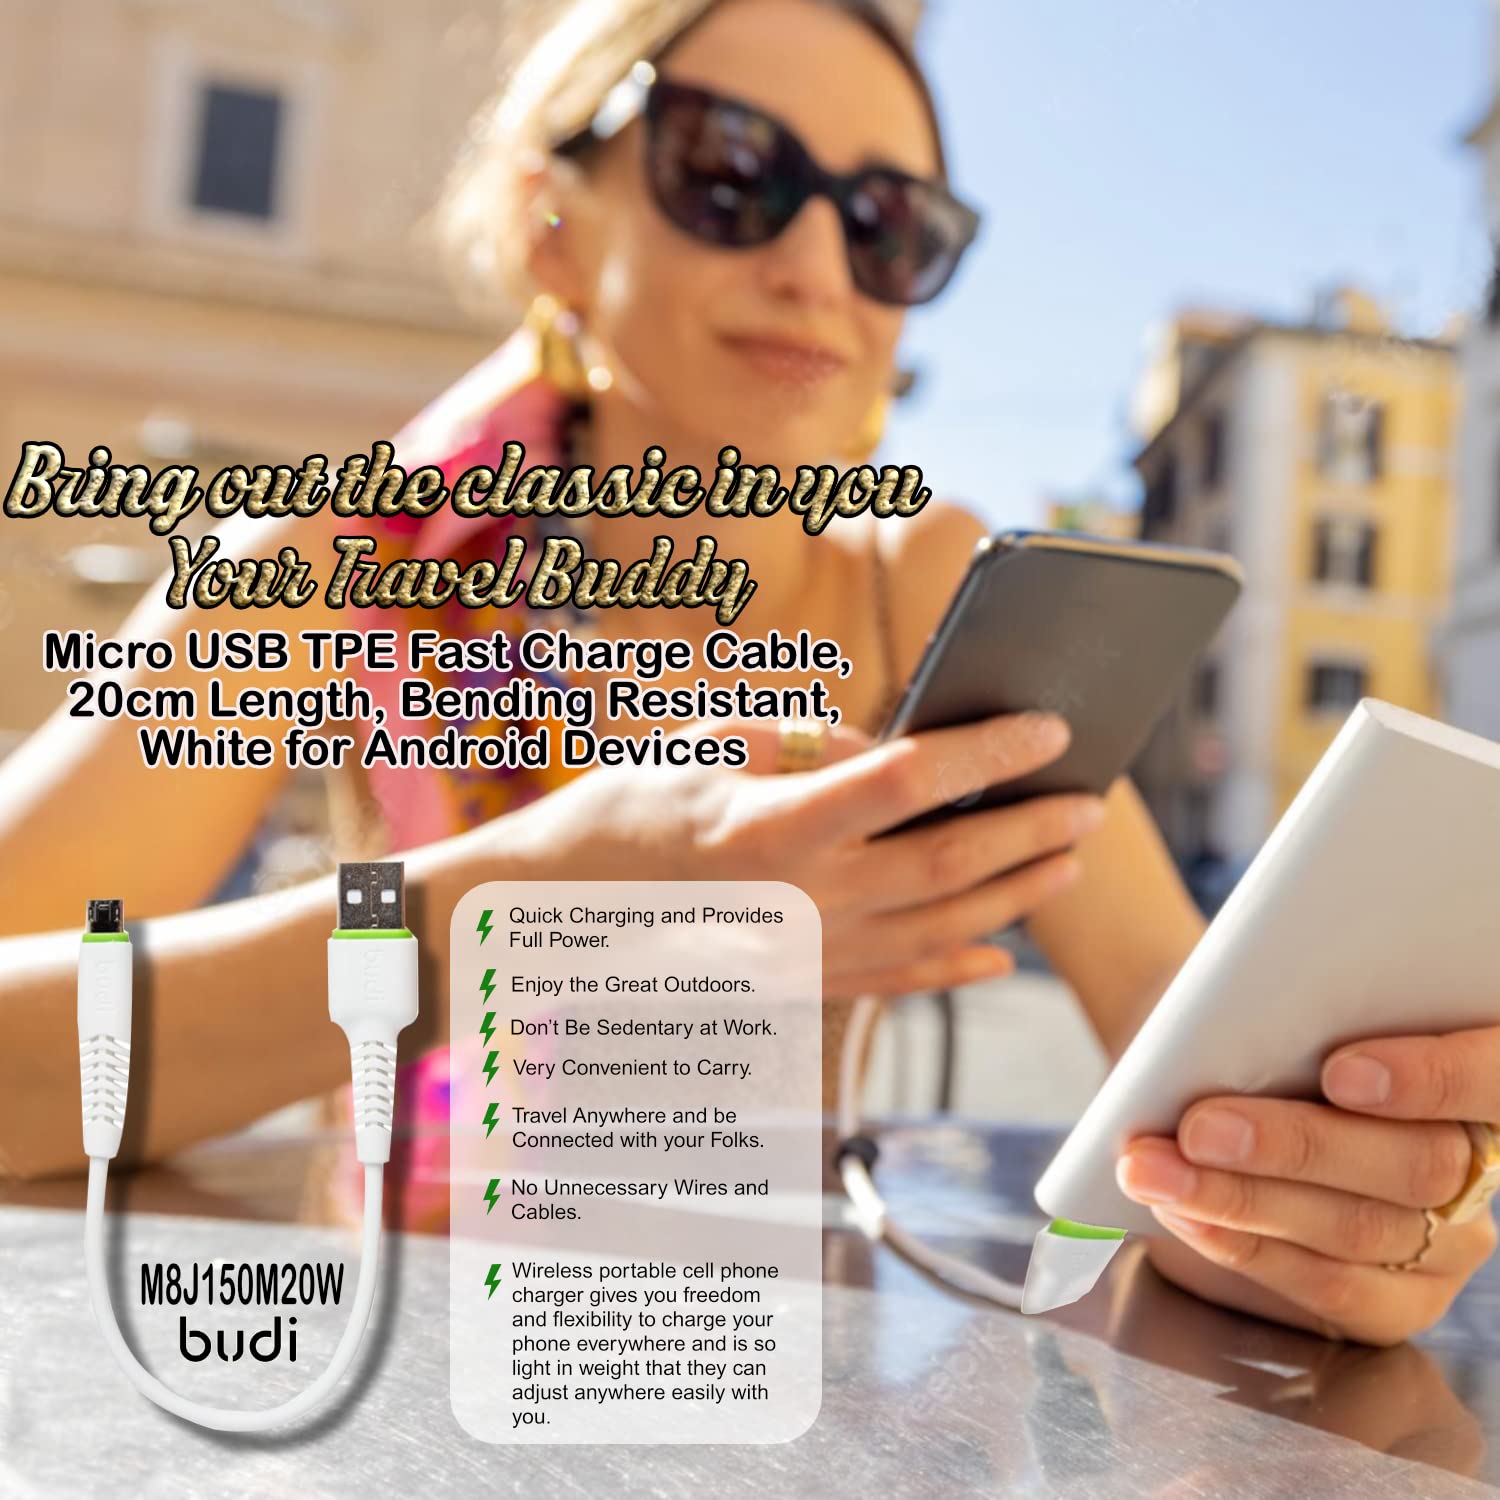 Bring out the classic in you
Your Travel Buddy
Micro USB TPE Fast Charge Cable,
20cm Length, Bending Resistant,
White for Android Devices
budi
budi
Quick Charging and Provides
Full Power.
Enjoy the Great Outdoors.
Don't Be Sedentary at Work.
Very Convenient to Carry.
Travel Anywhere and be
Connected with your Folks.
No Unnecessary Wires and
Cables.
Wireless portable cell phone
charger gives you freedom
and flexibility to charge your
phone everywhere and is so
light in weight that they can
adjust anywhere easily with
you.
M8J150M20W
budi